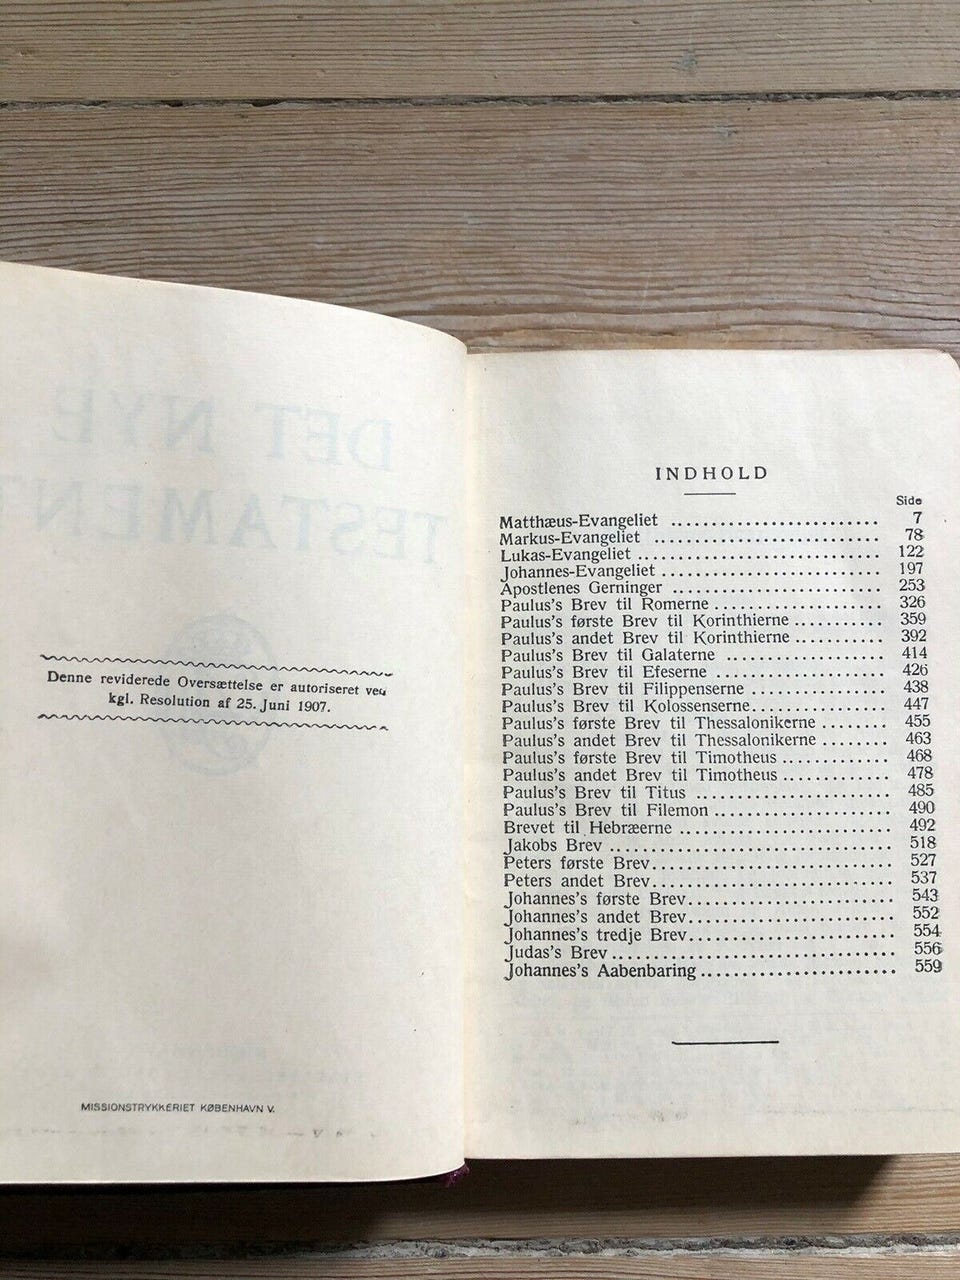 DET NYE
TESTAMENT
Denne reviderede Oversættelse er autoriseret ved
kgl. Resolution af 25. Juni 1907.
MISSIONSTRYKKERIET KØBENHAVN V.
INDHOLD
Side
Matthæus-Evangeliet ........................ 7
Markus-Evangeliet ........................ 78
Lukas-Evangeliet ........................ 122
Johannes-Evangeliet ........................ 197
Apostlenes Gerninger ........................ 253
Paulus's Brev til Romerne .................. 326
Paulus's første Brev til Korinthierne .......... 359
Paulus's andet Brev til Korinthierne .......... 392
Paulus's Brev til Galaterne ................. 414
Paulus's Brev til Efeserne .................. 426
Paulus's Brev til Filippenserne .............. 438
Paulus's Brev til Kolossenserne.............. 447
Paulus's første Brev til Thessalonikerne ....... 455
Paulus's andet Brev til Thessalonikerne ....... 463
Paulus's første Brev til Timotheus ........... 468
Paulus's andet Brev til Timotheus ........... 478
Paulus's Brev til Titus ..................... 485
Paulus's Brev til Filemon ................... 490
Brevet til Hebræerne ....................... 492
Jakobs Brev .............................. 518
Peters første Brev.......................... 527
Peters andet Brev.......................... 537
Johannes's første Brev...................... 543
Johannes's andet Brev...................... 552
Johannes's tredje Brev...................... 554
Judas's Brev .............................. 556
Johannes's Aabenbaring .................... 559